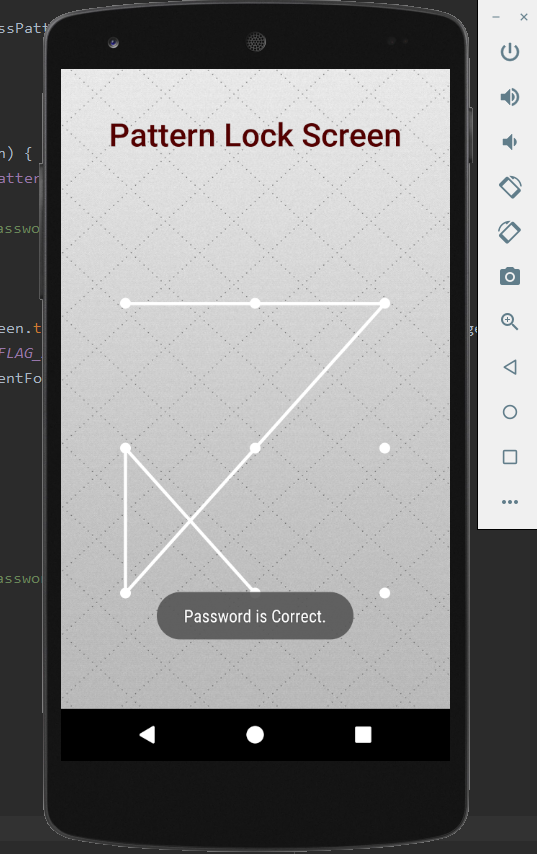 ssPatt
Pattern Lock Screen
n) {
atter
asswo
een.t
ge
FLAG_
entFo
asswo
Password is Correct.